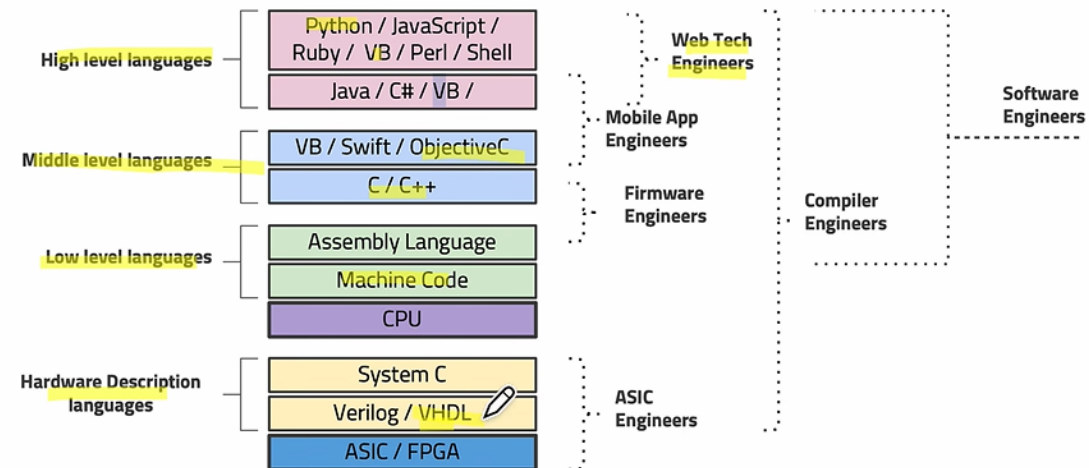 High level languages
Python / JavaScript /
Ruby / VB / Perl / Shell
Java / C# / VB /
Web Tech
Engineers
Mobile App
Engineers
Software
Engineers
Middle level languages
VB / Swift / ObjectiveC
C / C++
Firmware
Engineers
Compiler
Engineers
Low level languages
Assembly Language
Machine Code
CPU
Hardware Description
languages
System C
Verilog / VHDL
ASIC / FPGA
ASIC
Engineers